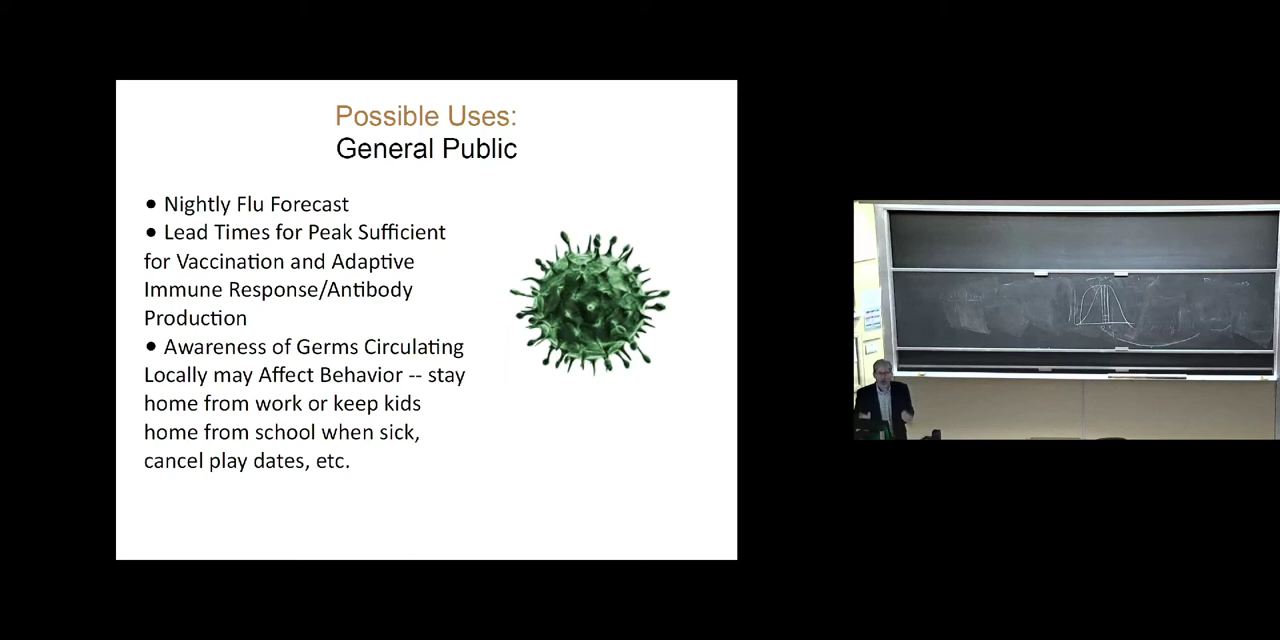 Possible Uses:
General Public
• Nightly Flu Forecast
• Lead Times for Peak Sufficient
for Vaccination and Adaptive
Immune Response/Antibody
Production
• Awareness of Germs Circulating
Locally may Affect Behavior -- stay
home from work or keep kids
home from school when sick,
cancel play dates, etc.